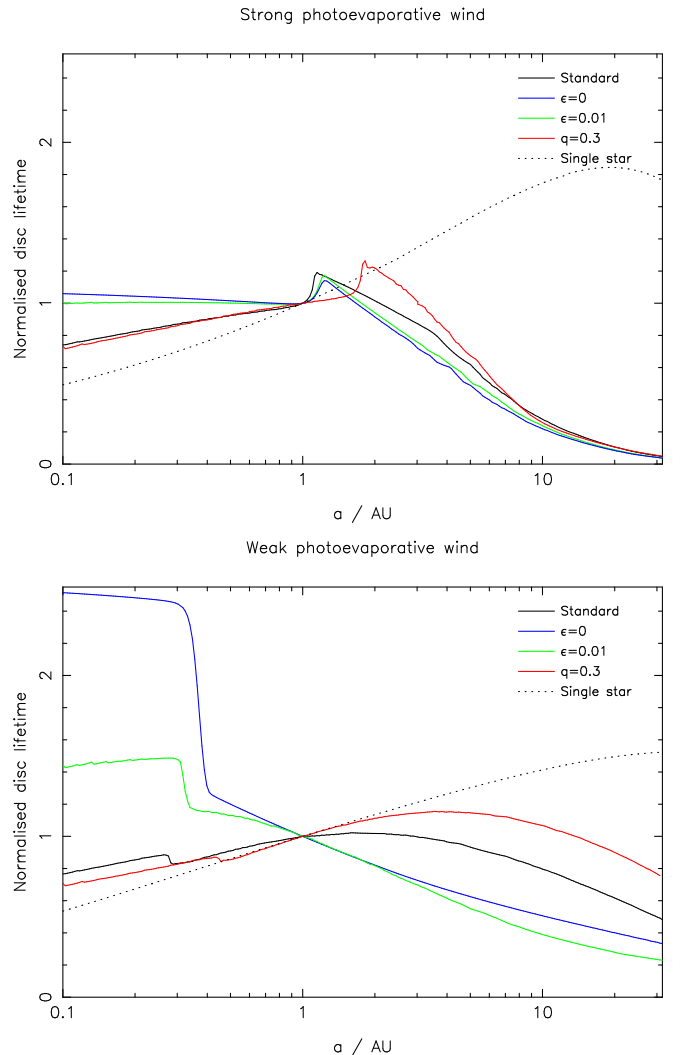 Strong photoevaporative wind
Standard
ϵ=0
ϵ=0.01
q=0.3
Single star
Normalised disc lifetime
2
1
0
0.1
1
10
a / AU
Weak photoevaporative wind
Standard
ϵ=0
ϵ=0.01
q=0.3
Single star
Normalised disc lifetime
2
1
0
0.1
1
10
a / AU